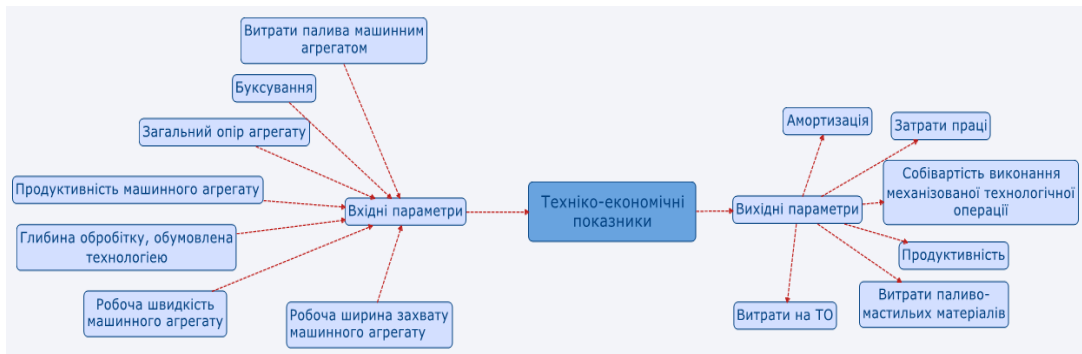 Витрати палива машинним
агрегатом
Буксування
Загальний опір агрегату
Продуктивність машинного агрегату
Вхідні параметри
Глибина обробітку, обумовлена
технологіею
Робоча швидкість
машинного агрегату
Робоча ширина захвату
машинного агрегату
Техніко-економічні
показники
Амортизація
Затрати праці
Собівартість виконання
механізованої технологічної
операції
Вихідні параметри
Продуктивність
Витрати паливо-
мастильих матеріалів
Витрати на ТО